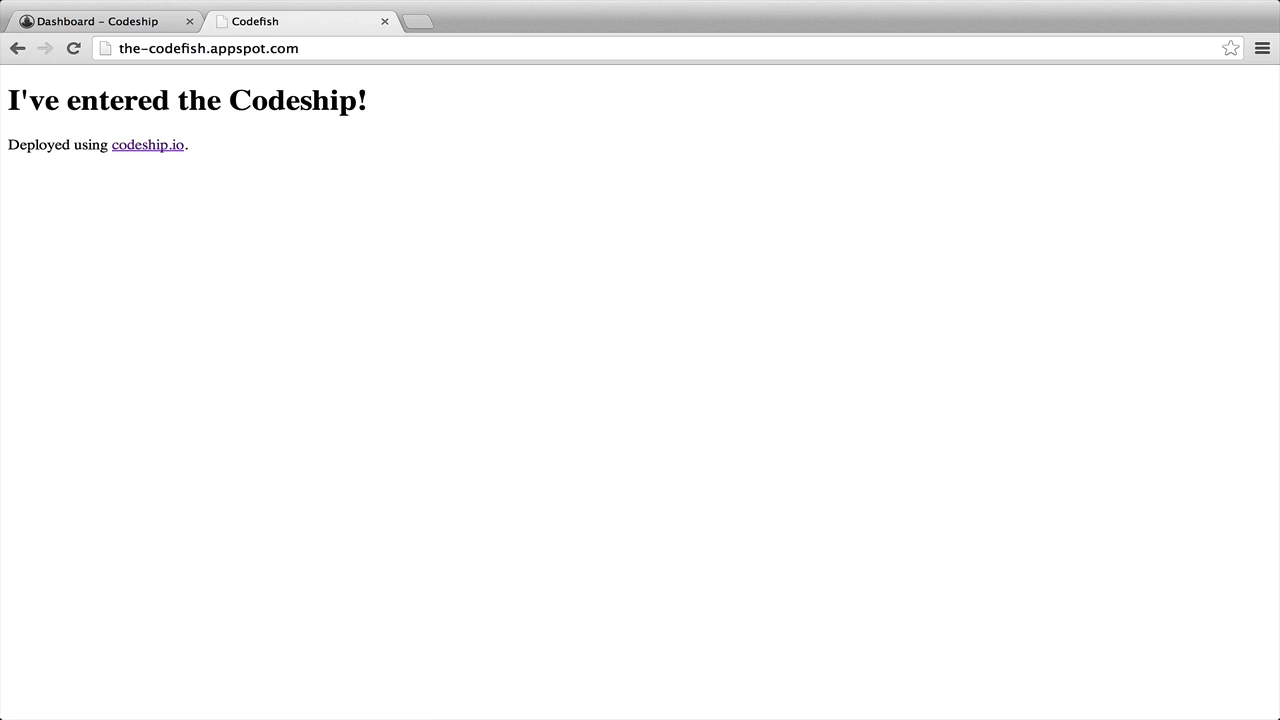 Dashboard - Codeship
Codefish
the-codefish.appspot.com
I've entered the Codeship!
Deployed using codeship.io.